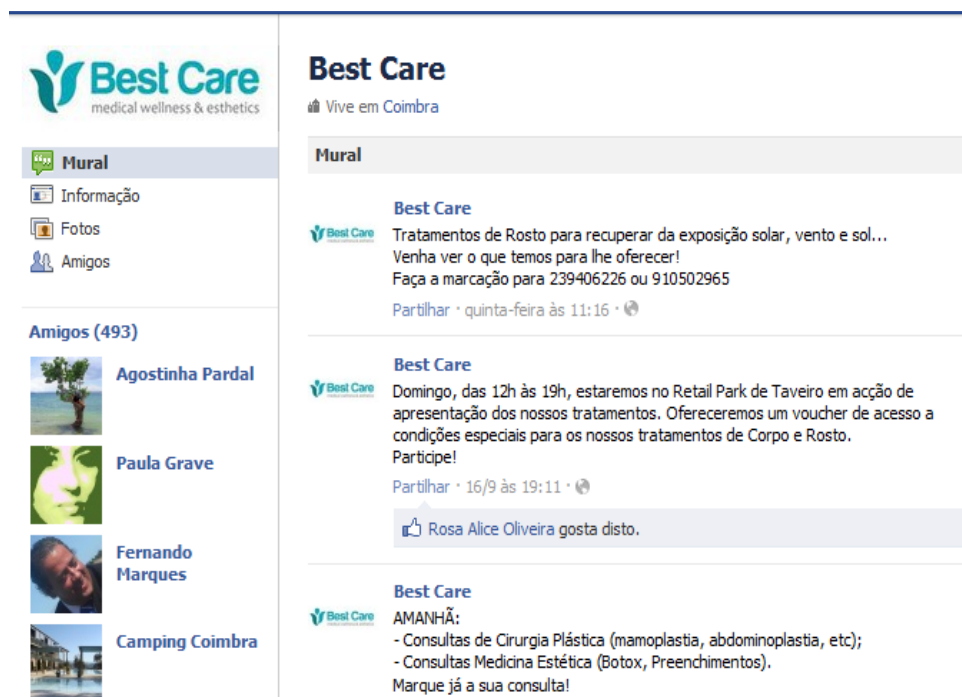 Best Care
medical wellness & esthetics
Mural
Informação
Fotos
Amigos
Amigos (493)
Agostinha Pardal
Paula Grave
Fernando
Marques
Camping Coimbra
Best Care
Vive em Coimbra
Mural
Best Care
Best Care
Tratamentos de Rosto para recuperar da exposição solar, vento e sol...
Venha ver o que temos para lhe oferecer!
Faça a marcação para 239406226 ou 910502965
Partilhar · quinta-feira às 11:16 ·
Best Care
Best Care
Domingo, das 12h às 19h, estaremos no Retail Park de Taveiro em acção de
apresentação dos nossos tratamentos. Ofereceremos um voucher de acesso a
condições especiais para os nossos tratamentos de Corpo e Rosto.
Participe!
Partilhar · 16/9 às 19:11 ·
Rosa Alice Oliveira gosta disto.
Best Care
Best Care
AMANHÃ:
- Consultas de Cirurgia Plástica (mamoplastia, abdominoplastia, etc);
- Consultas Medicina Estética (Botox, Preenchimentos).
Marque já a sua consulta!